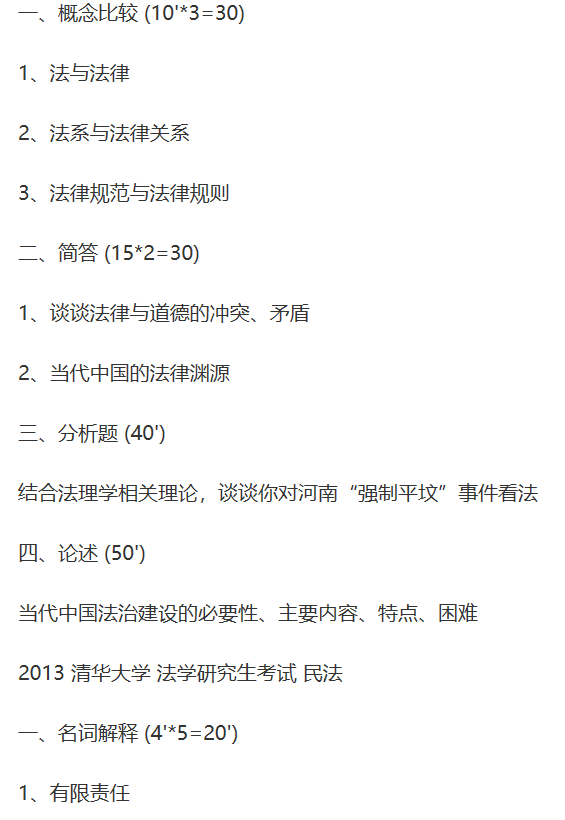 一、概念比较 (10'*3=30)
1、法与法律
2、法系与法律关系
3、法律规范与法律规则
二、简答 (15*2=30)
1、谈谈法律与道德的冲突、矛盾
2、当代中国的法律渊源
三、分析题 (40')
结合法理学相关理论，谈谈你对河南“强制平坟”事件看法
四、论述 (50')
当代中国法治建设的必要性、主要内容、特点、困难
2013 清华大学 法学研究生考试 民法
一、名词解释 (4'*5=20')
1、有限责任